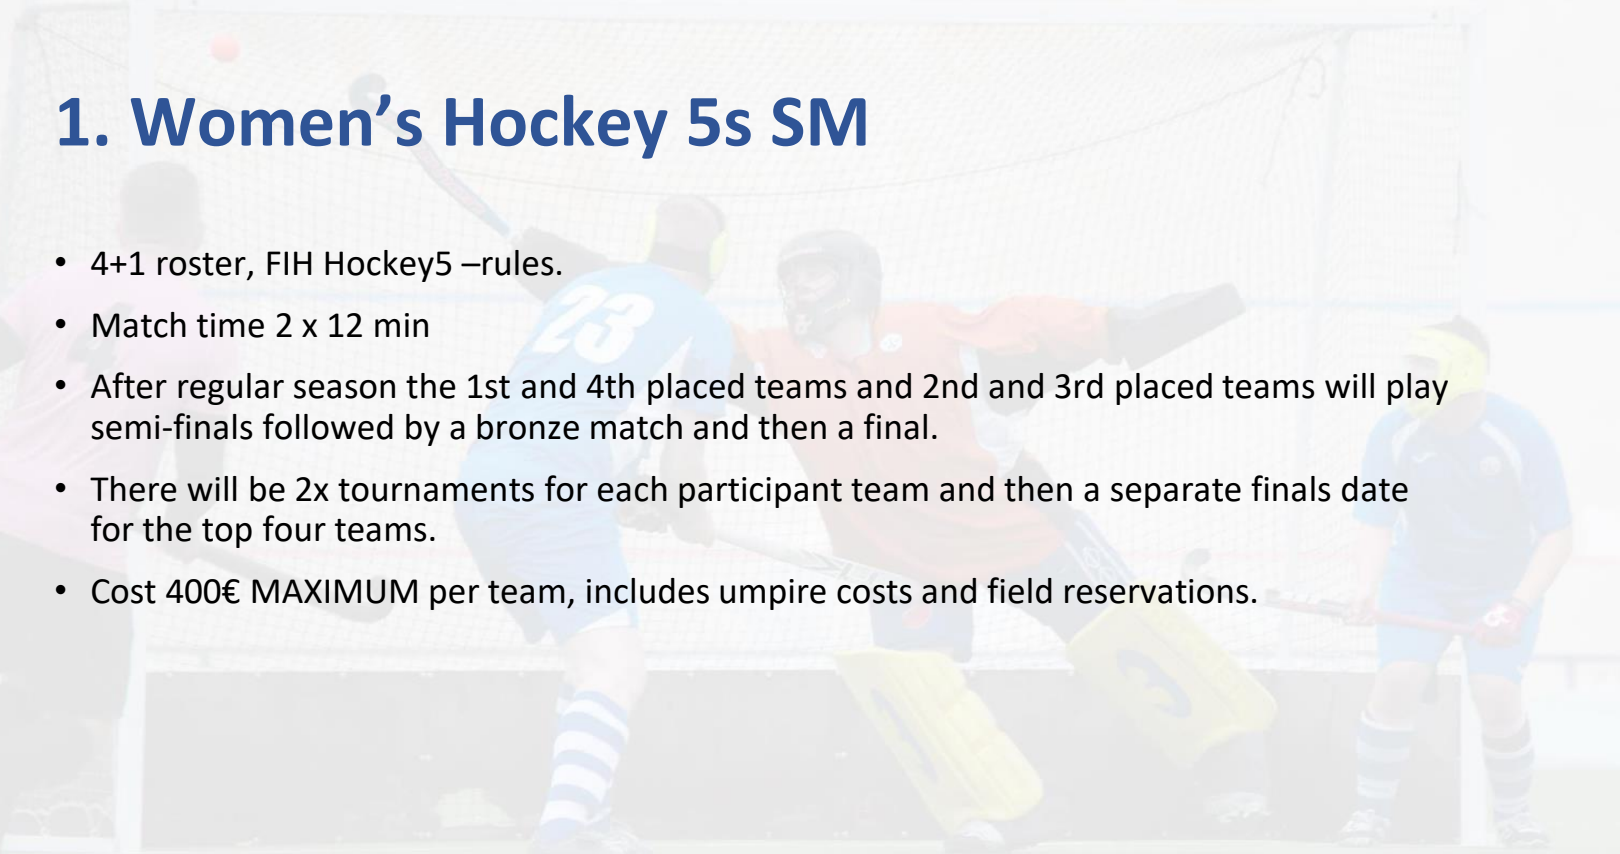 1. Women’s Hockey 5s SM
• 4+1 roster, FIH Hockey5 –rules.
• Match time 2 x 12 min
• After regular season the 1st and 4th placed teams and 2nd and 3rd placed teams will play
semi-finals followed by a bronze match and then a final.
• There will be 2x tournaments for each participant team and then a separate finals date
for the top four teams.
• Cost 400€ MAXIMUM per team, includes umpire costs and field reservations.
23